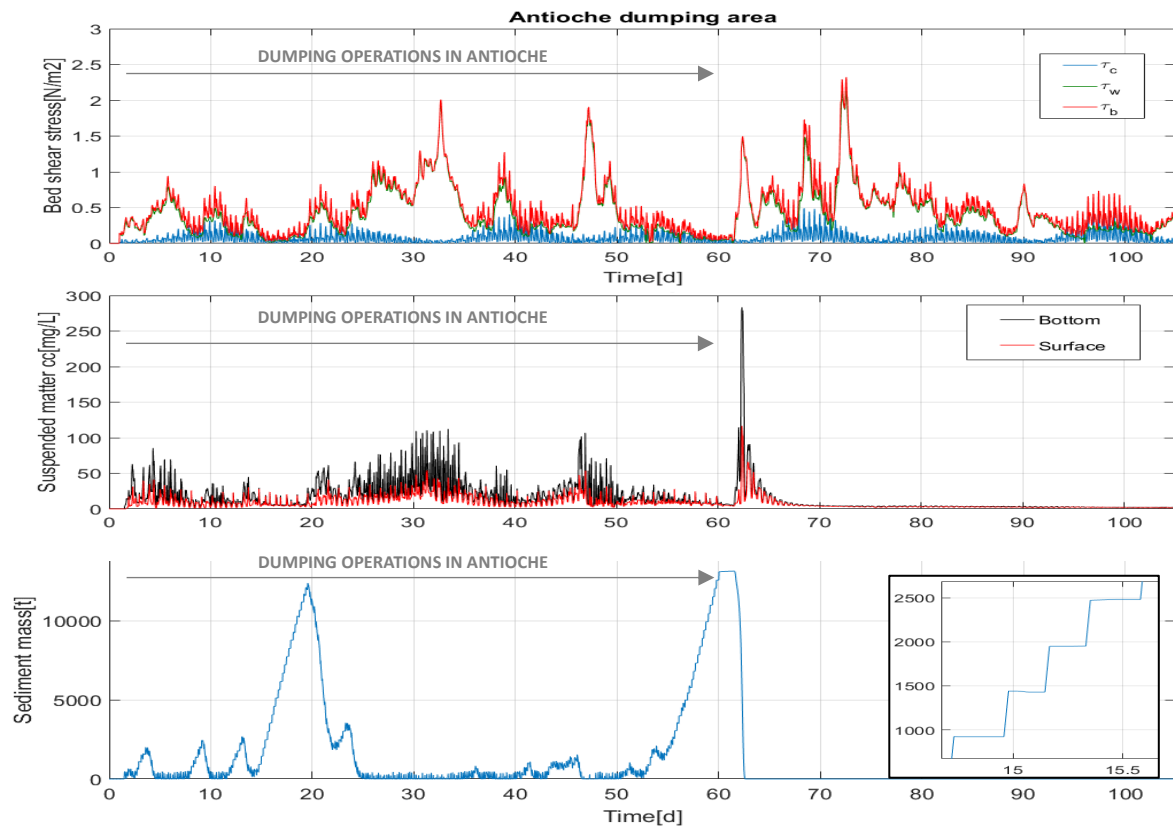 Antioche dumping area
3
2.5
2
1.5
1
0.5
0
Bed shear stress[N/m2]
DUMPING OPERATIONS IN ANTIOCHE
τc
τw
τb
0 10 20 30 40 50 60 70 80 90 100
Time[d]
300
250
200
150
100
50
0
Suspended matter cc[mg/L]
DUMPING OPERATIONS IN ANTIOCHE
Bottom
Surface
0 10 20 30 40 50 60 70 80 90 100
DUMPING OPERATIONS IN ANTIOCHE
10000
5000
0
Sediment mass[t]
2500
2000
1500
1000
15 15.5
0 10 20 30 40 50 60 70 80 90 100
Time[d]